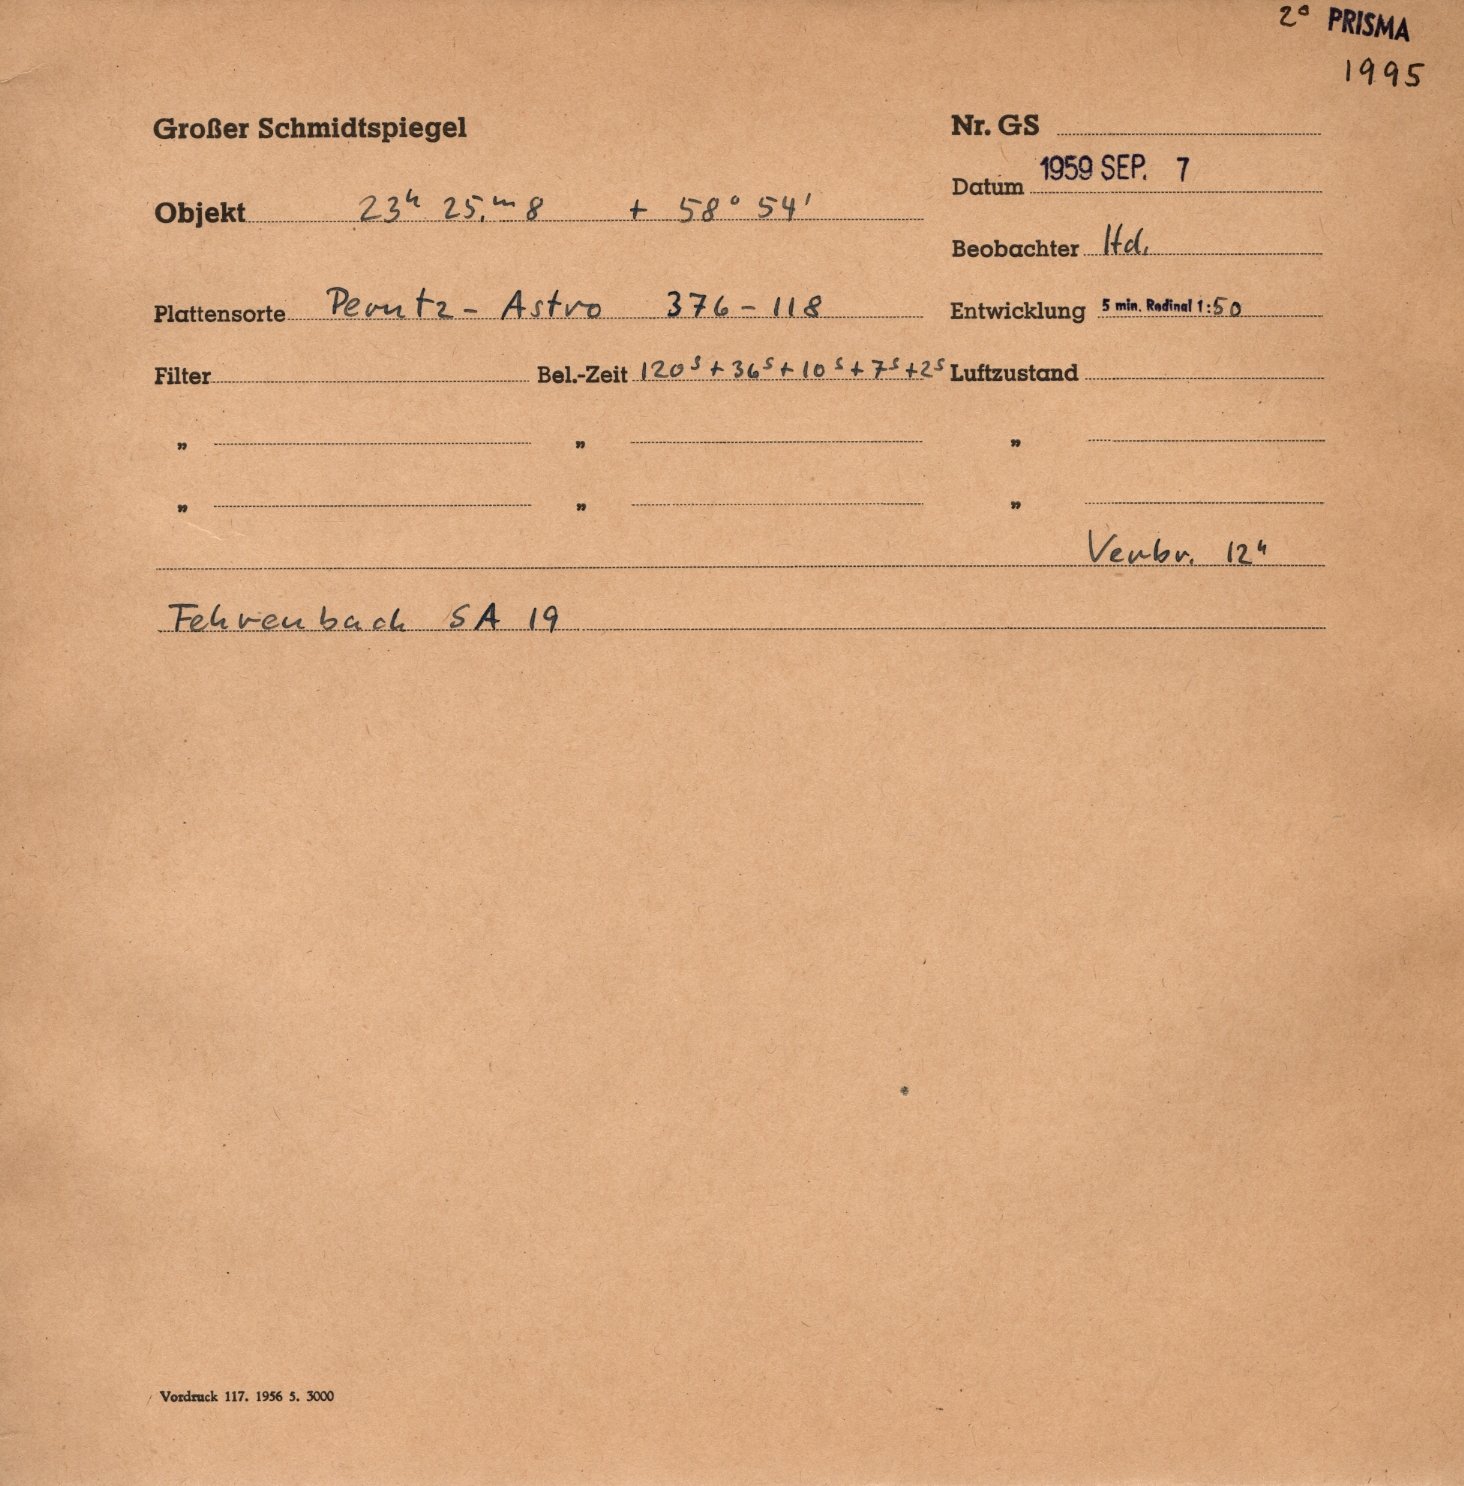 2° PRISMA
1995
Großer Schmidtspiegel
Nr. GS
Datum 1959 SEP. 7
Objekt 23h 25.m 8 + 58° 54'
Beobachter Hd.
Plattensorte Perutz - Astro 376 - 118
Entwicklung 5 min. Rodinal 1:50
Filter Bel.-Zeit 120s + 36s + 10s + 7s + 2s Luftzustand
" " "
" " "
Verbr. 12h
Fehrenbach SA 19
Vordruck 117. 1956 5. 3000